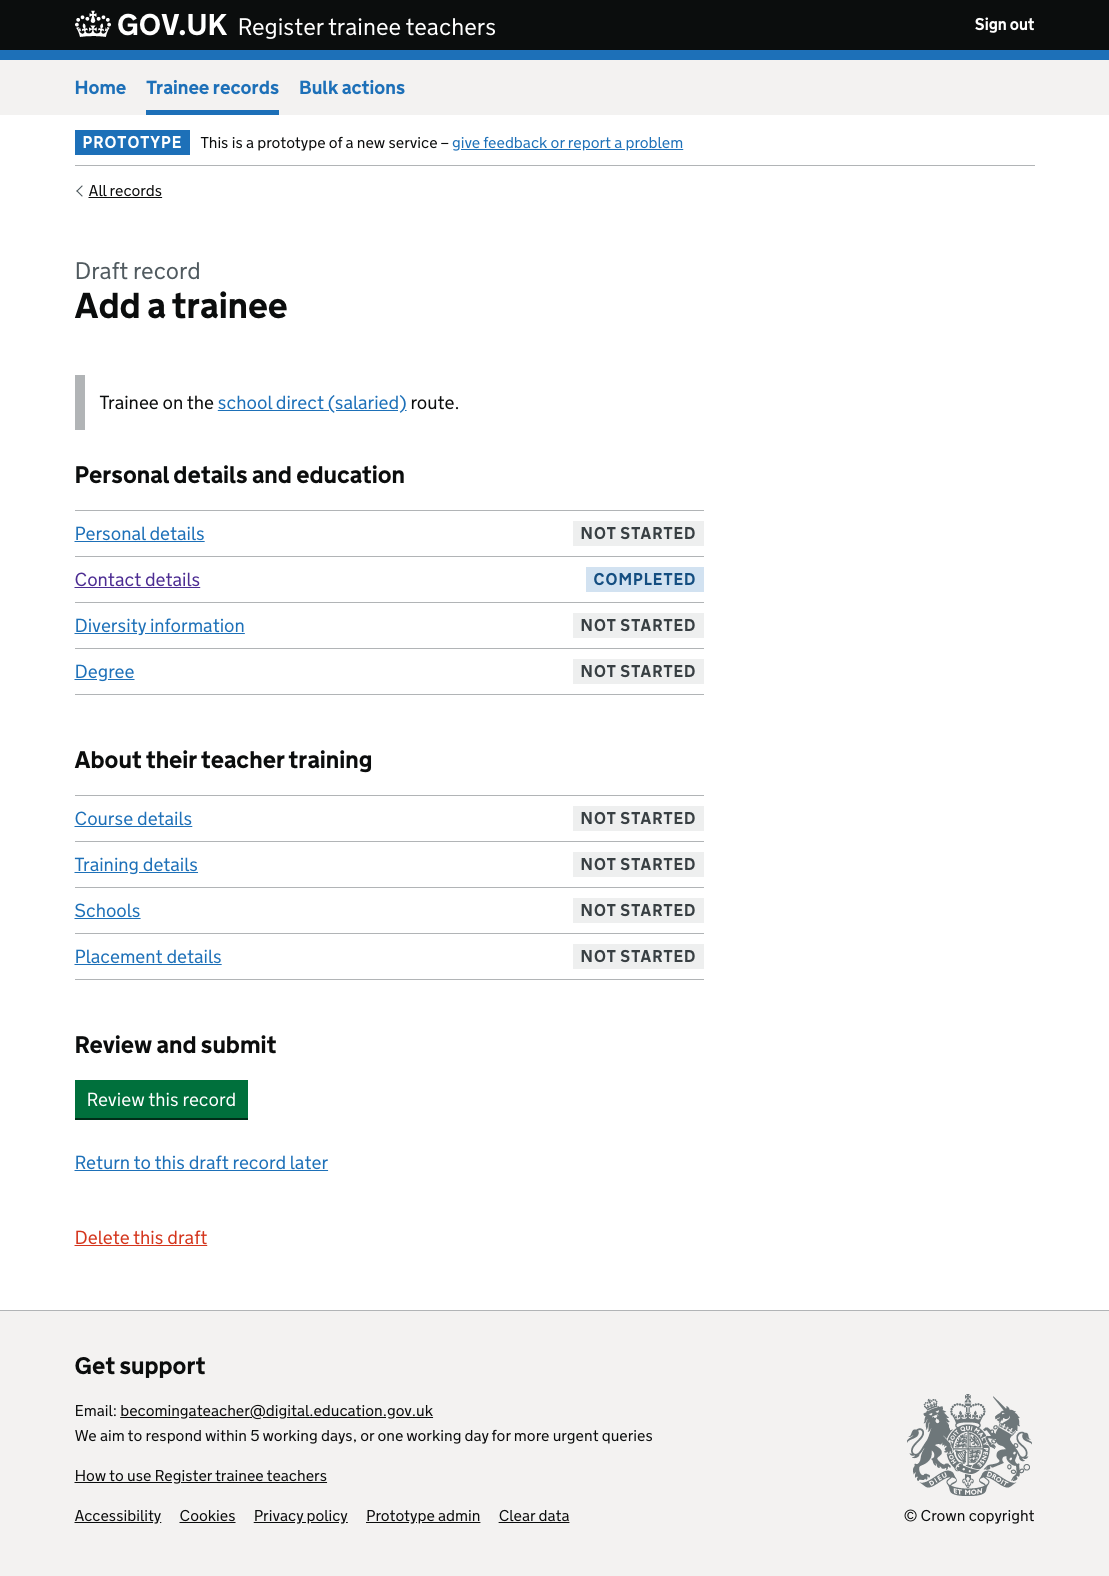 GOV.UK Register trainee teachers Sign out
Home Trainee records Bulk actions
PROTOTYPE This is a prototype of a new service – give feedback or report a problem
All records
Draft record
Add a trainee
Trainee on the school direct (salaried) route.
Personal details and education
Personal details NOT STARTED
Contact details COMPLETED
Diversity information NOT STARTED
Degree NOT STARTED
About their teacher training
Course details NOT STARTED
Training details NOT STARTED
Schools NOT STARTED
Placement details NOT STARTED
Review and submit
Review this record
Return to this draft record later
Delete this draft
Get support
Email: becomingateacher@digital.education.gov.uk
We aim to respond within 5 working days, or one working day for more urgent queries
How to use Register trainee teachers
DIEU ET MON DROIT
Accessibility Cookies Privacy policy Prototype admin Clear data © Crown copyright